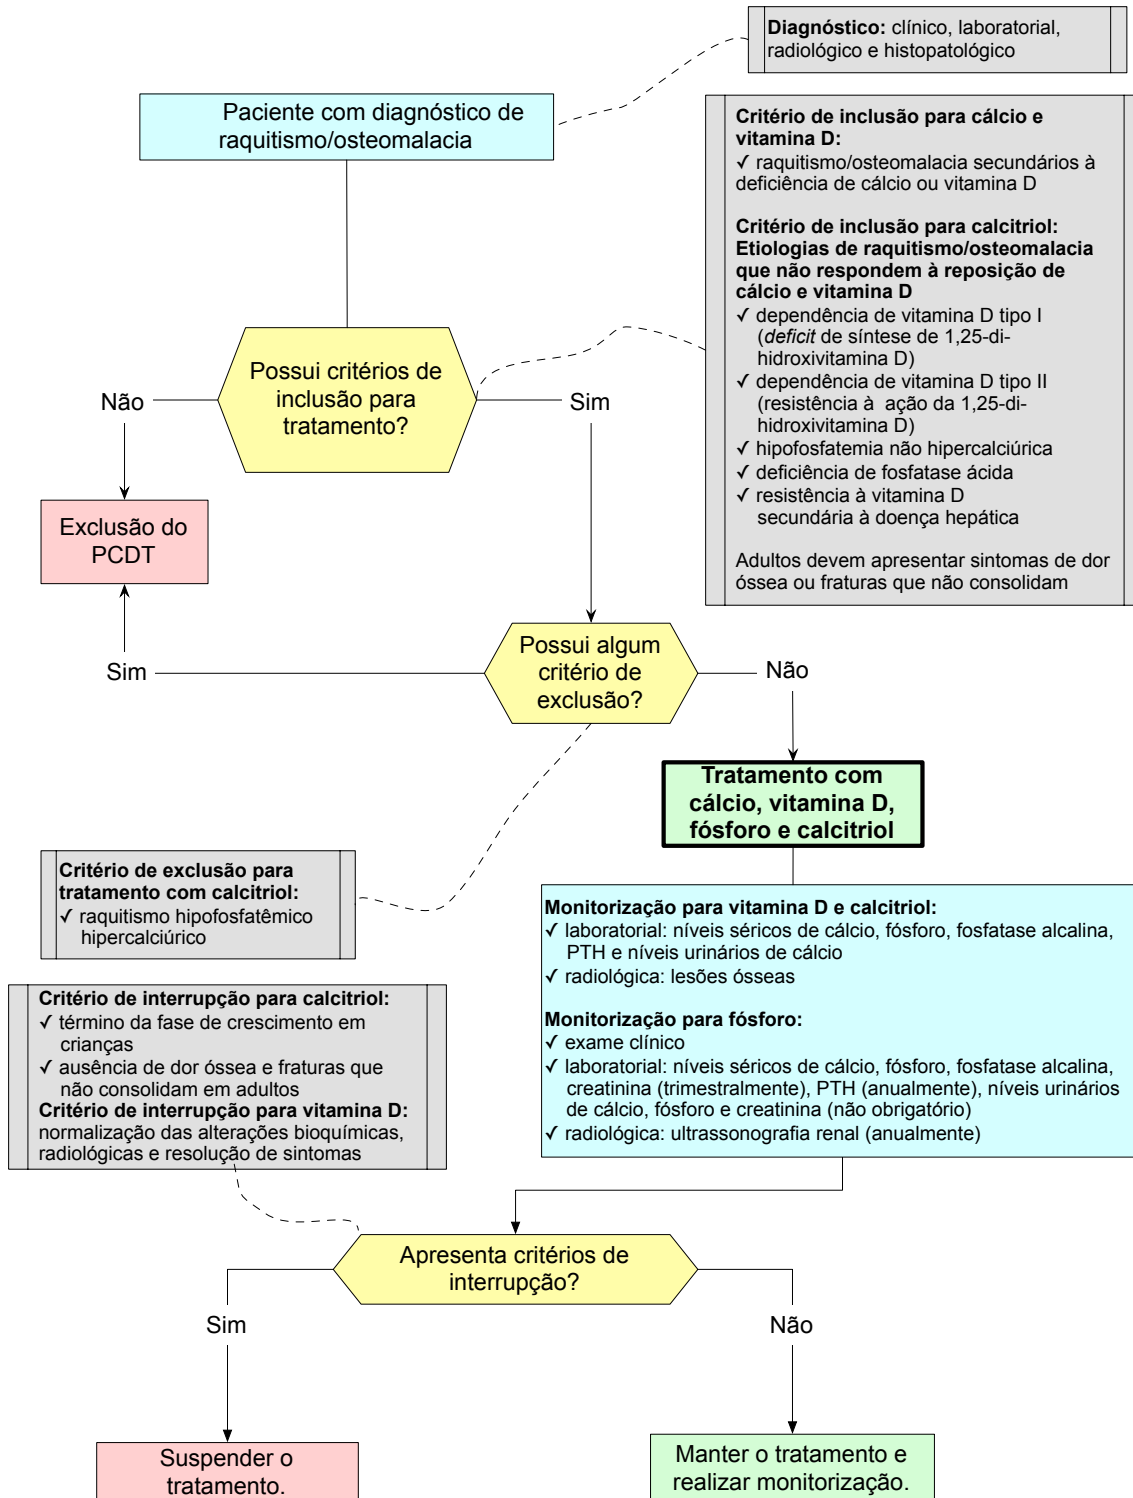 Diagnóstico: clínico, laboratorial,
radiológico e histopatológico
Paciente com diagnóstico de
raquitismo/osteomalacia
Critério de inclusão para cálcio e
vitamina D:
✓ raquitismo/osteomalacia secundários à
deficiência de cálcio ou vitamina D
Critério de inclusão para calcitriol:
Etiologias de raquitismo/osteomalacia
que não respondem à reposição de
cálcio e vitamina D
✓ dependência de vitamina D tipo I
(deficit de síntese de 1,25-di-
hidroxivitamina D)
✓ dependência de vitamina D tipo II
(resistência à ação da 1,25-di-
hidroxivitamina D)
✓ hipofosfatemia não hipercalciúrica
✓ deficiência de fosfatase ácida
✓ resistência à vitamina D
secundária à doença hepática
Adultos devem apresentar sintomas de dor
óssea ou fraturas que não consolidam
Possui critérios de
inclusão para
tratamento?
Não
Sim
Exclusão do
PCDT
Possui algum
critério de
exclusão?
Sim
Não
Tratamento com
cálcio, vitamina D,
fósforo e calcitriol
Critério de exclusão para
tratamento com calcitriol:
✓ raquitismo hipofosfatêmico
hipercalciúrico
Monitorização para vitamina D e calcitriol:
✓ laboratorial: níveis séricos de cálcio, fósforo, fosfatase alcalina,
PTH e níveis urinários de cálcio
✓ radiológica: lesões ósseas
Monitorização para fósforo:
✓ exame clínico
✓ laboratorial: níveis séricos de cálcio, fósforo, fosfatase alcalina,
creatinina (trimestralmente), PTH (anualmente), níveis urinários
de cálcio, fósforo e creatinina (não obrigatório)
✓ radiológica: ultrassonografia renal (anualmente)
Critério de interrupção para calcitriol:
✓ término da fase de crescimento em
crianças
✓ ausência de dor óssea e fraturas que
não consolidam em adultos
Critério de interrupção para vitamina D:
normalização das alterações bioquímicas,
radiológicas e resolução de sintomas
Apresenta critérios de
interrupção?
Sim
Não
Suspender o
tratamento.
Manter o tratamento e
realizar monitorização.